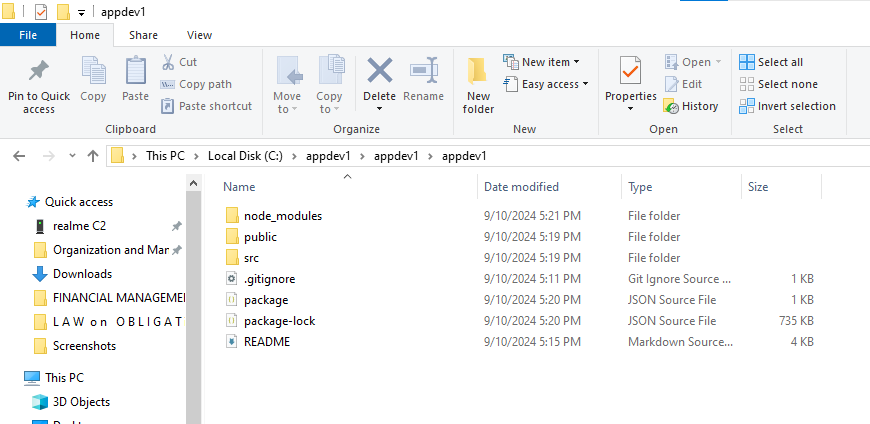 appdev1
File Home Share View
Pin to Quick access
Copy
Paste
Cut
Copy path
Paste shortcut
Clipboard
Move to
Copy to
Delete
Rename
Organize
New folder
New item
Easy access
New
Properties
Open
Edit
History
Open
Select all
Select none
Invert selection
Select
This PC Local Disk (C:) appdev1 appdev1 appdev1
Quick access
realme C2
Organization and Mar
Downloads
FINANCIAL MANAGEME
L A W o n O B L I G A T
Screenshots
This PC
3D Objects
Name Date modified Type Size
node_modules 9/10/2024 5:21 PM File folder
public 9/10/2024 5:19 PM File folder
src 9/10/2024 5:19 PM File folder
.gitignore 9/10/2024 5:11 PM Git Ignore Source ... 1 KB
package 9/10/2024 5:20 PM JSON Source File 1 KB
package-lock 9/10/2024 5:20 PM JSON Source File 735 KB
README 9/10/2024 5:15 PM Markdown Source... 4 KB